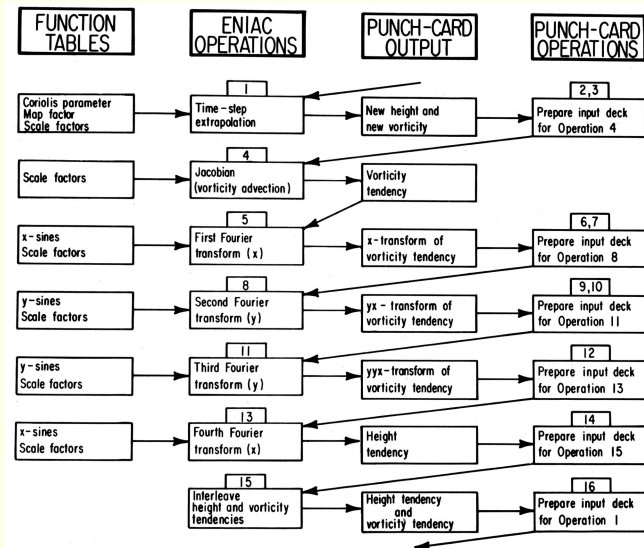 FUNCTION
TABLES
ENIAC
OPERATIONS
PUNCH-CARD
OUTPUT
PUNCH-CARD
OPERATIONS
Coriolis parameter
Map factor
Scale factors
1
Time-step
extrapolation
New height and
new vorticity
2,3
Prepare input deck
for Operation 4
Scale factors
4
Jacobian
(vorticity advection)
Vorticity
tendency
x-sines
Scale factors
5
First Fourier
transform (x)
x-transform of
vorticity tendency
6,7
Prepare input deck
for Operation 8
y-sines
Scale factors
8
Second Fourier
transform (y)
yx-transform of
vorticity tendency
9,10
Prepare input deck
for Operation 11
y-sines
Scale factors
11
Third Fourier
transform (y)
yyx-transform of
vorticity tendency
12
Prepare input deck
for Operation 13
x-sines
Scale factors
13
Fourth Fourier
transform (x)
Height
tendency
14
Prepare input deck
for Operation 15
15
Interleave
height and vorticity
tendencies
Height tendency
and
vorticity tendency
16
Prepare input deck
for Operation 1